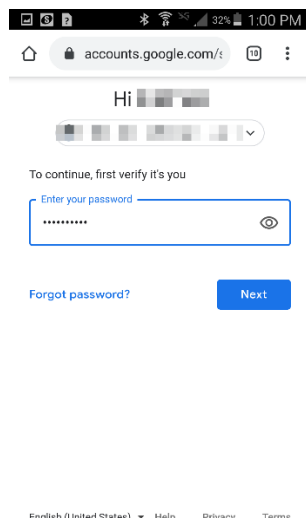 32% 1:00 PM
accounts.google.com/s 10
Hi
To continue, first verify it's you
Enter your password
••••••••••
Forgot password? Next
English (United States) Help Privacy Terms